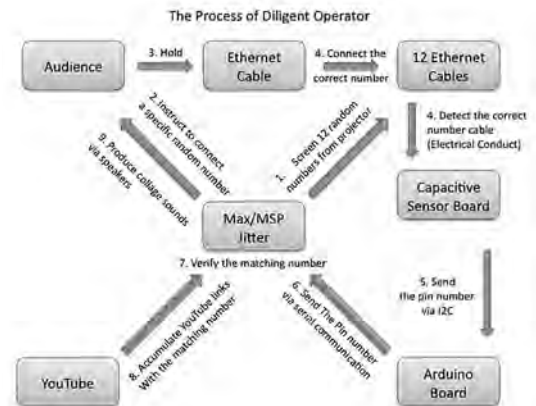 The Process of Diligent Operator
Audience
3. Hold
Ethernet
Cable
4. Connect the
correct number
12 Ethernet
Cables
2. Instruct to connect
a specific random number
9. Produce collage sounds
via speakers
1. Screen 12 random
numbers from projector
4. Detect the correct
number cable
(Electrical Conduct)
Capacitive
Sensor Board
Max/MSP
Jitter
7. Verify the matching number
5. Send
the pin number
via I2C
6. Send The Pin number
via serial communication
8. Accumulate YouTube links
With the matching number
YouTube
Arduino
Board